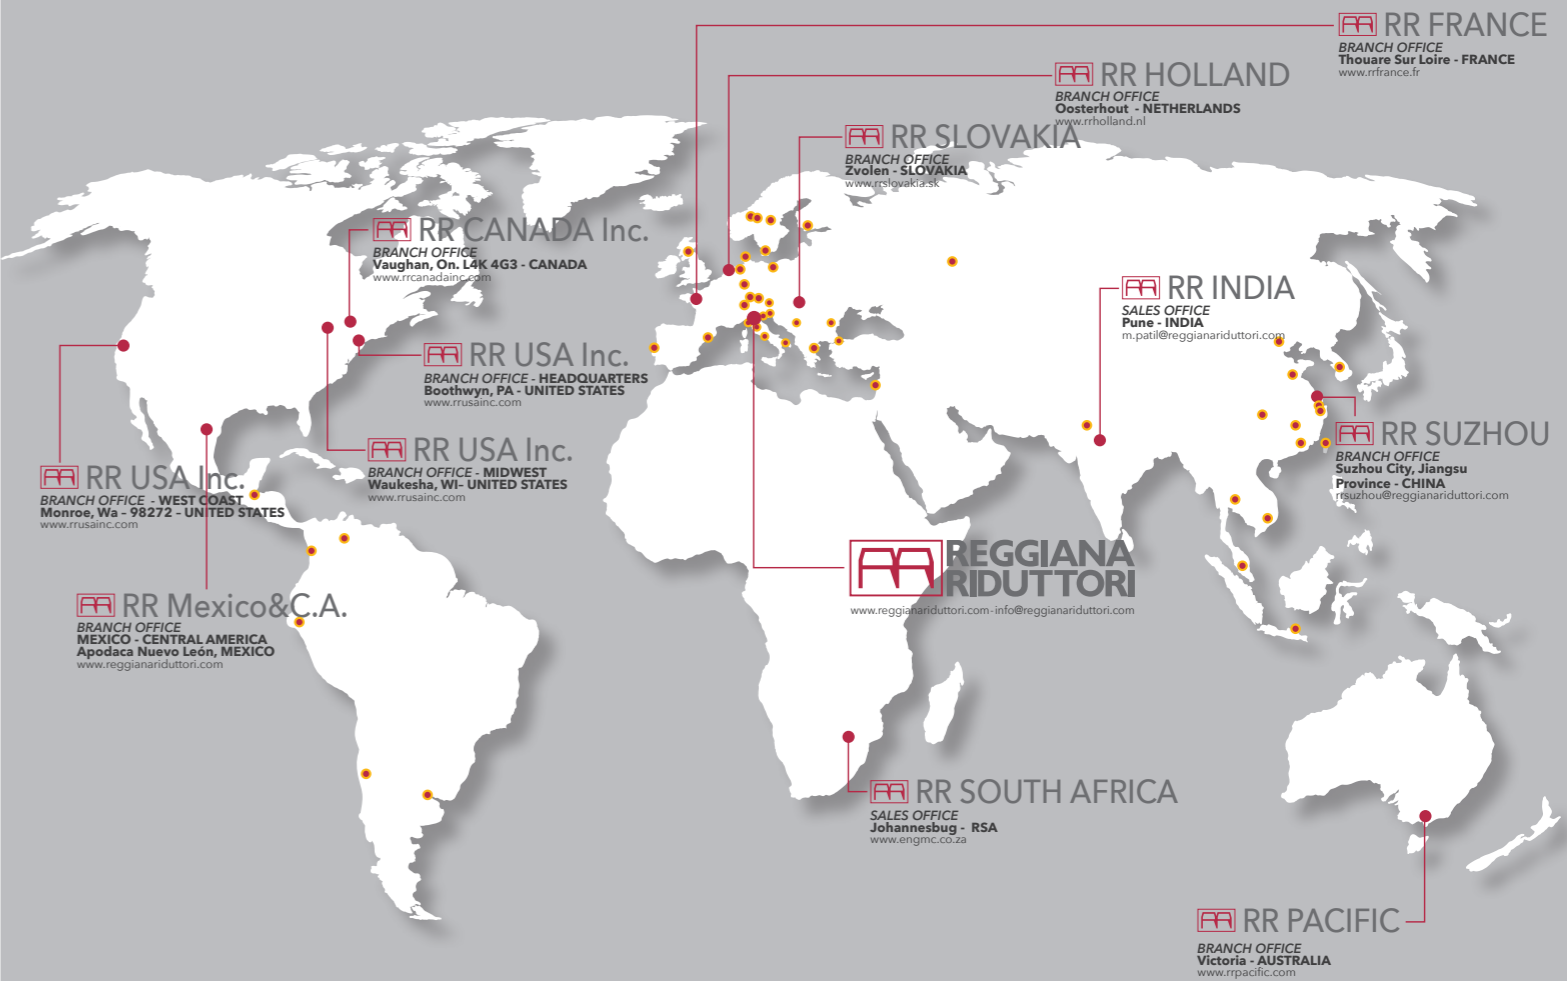 RR FRANCE
BRANCH OFFICE
Thouare Sur Loire - FRANCE
www.rrfrance.fr
RR HOLLAND
BRANCH OFFICE
Oosterhout - NETHERLANDS
www.rrholland.nl
RR SLOVAKIA
BRANCH OFFICE
Zvolen - SLOVAKIA
www.rrslovakia.sk
RR CANADA Inc.
BRANCH OFFICE
Vaughan, On. L4K 4G3 - CANADA
www.rrcanadainc.com
RR INDIA
SALES OFFICE
Pune - INDIA
m.patil@reggianariduttori.com
RR USA Inc.
BRANCH OFFICE - HEADQUARTERS
Boothwyn, PA - UNITED STATES
www.rrusainc.com
RR USA Inc.
BRANCH OFFICE - MIDWEST
Waukesha, WI- UNITED STATES
www.rrusainc.com
RR SUZHOU
BRANCH OFFICE
Suzhou City, Jiangsu
Province - CHINA
rrsuzhou@reggianariduttori.com
RR USA Inc.
BRANCH OFFICE - WEST COAST
Monroe, Wa - 98272 - UNITED STATES
www.rrusainc.com
REGGIANA
RIDUTTORI
www.reggianariduttori.com-info@reggianariduttori.com
RR Mexico&C.A.
BRANCH OFFICE
MEXICO - CENTRAL AMERICA
Apodaca Nuevo León, MEXICO
www.reggianariduttori.com
RR SOUTH AFRICA
SALES OFFICE
Johannesbug - RSA
www.engmc.co.za
RR PACIFIC
BRANCH OFFICE
Victoria - AUSTRALIA
www.rrpacific.com